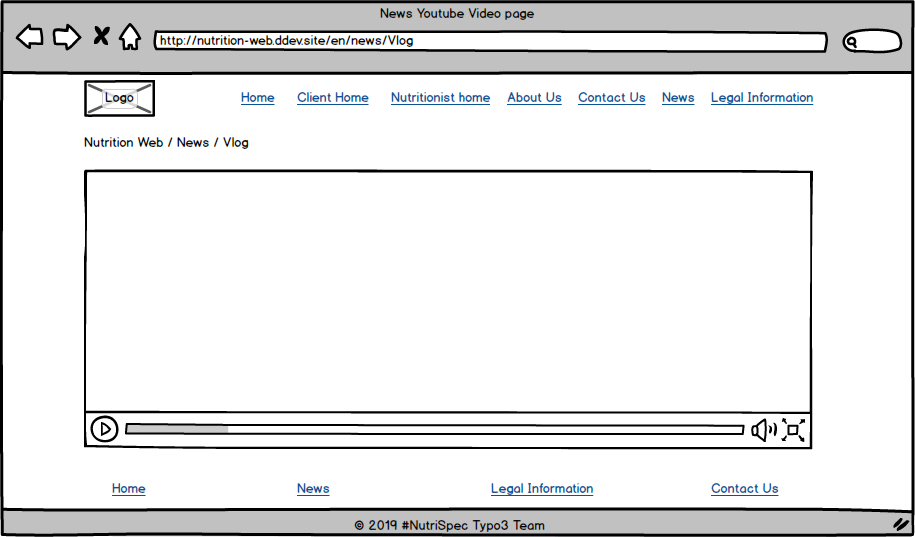 News Youtube Video page
http://nutrition-web.ddev.site/en/news/Vlog
Logo Home Client Home Nutritionist home About Us Contact Us News Legal Information
Nutrition Web / News / Vlog
Home News Legal Information Contact Us
© 2019 #NutriSpec Typo3 Team